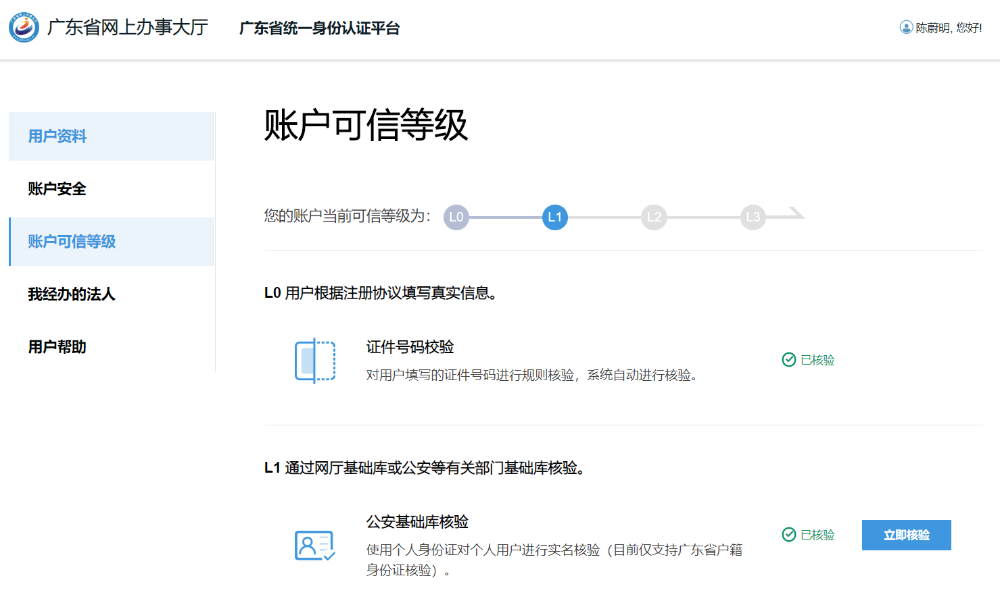 广东省网上办事大厅
广东省统一身份认证平台
陈蔚明, 您好!
用户资料
账户安全
账户可信等级
我经办的法人
用户帮助
账户可信等级
您的账户当前可信等级为：
L0 L1 L2 L3
L0 用户根据注册协议填写真实信息。
证件号码校验
对用户填写的证件号码进行规则核验，系统自动进行核验。
已核验
L1 通过网厅基础库或公安等有关部门基础库核验。
公安基础库核验
使用个人身份证对个人用户进行实名核验（目前仅支持广东省户籍
身份证核验）。
已核验
立即核验